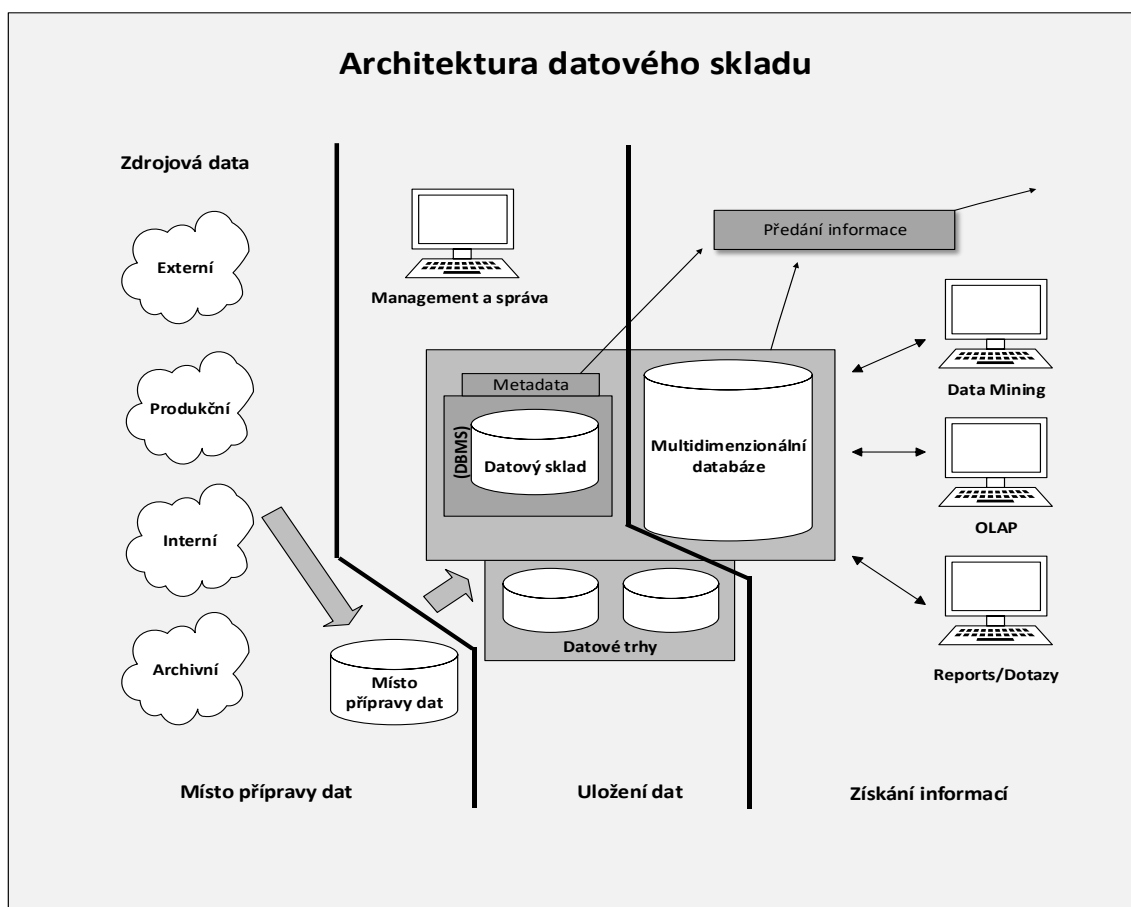 Architektura datového skladu
Zdrojová data
Externí
Produkční
Interní
Archivní
Místo
přípravy dat
Místo přípravy dat
Management a správa
Metadata
(DBMS)
Datový sklad
Multidimenzionální
databáze
Datové trhy
Uložení dat
Předání informace
Data Mining
OLAP
Reports/Dotazy
Získání informací